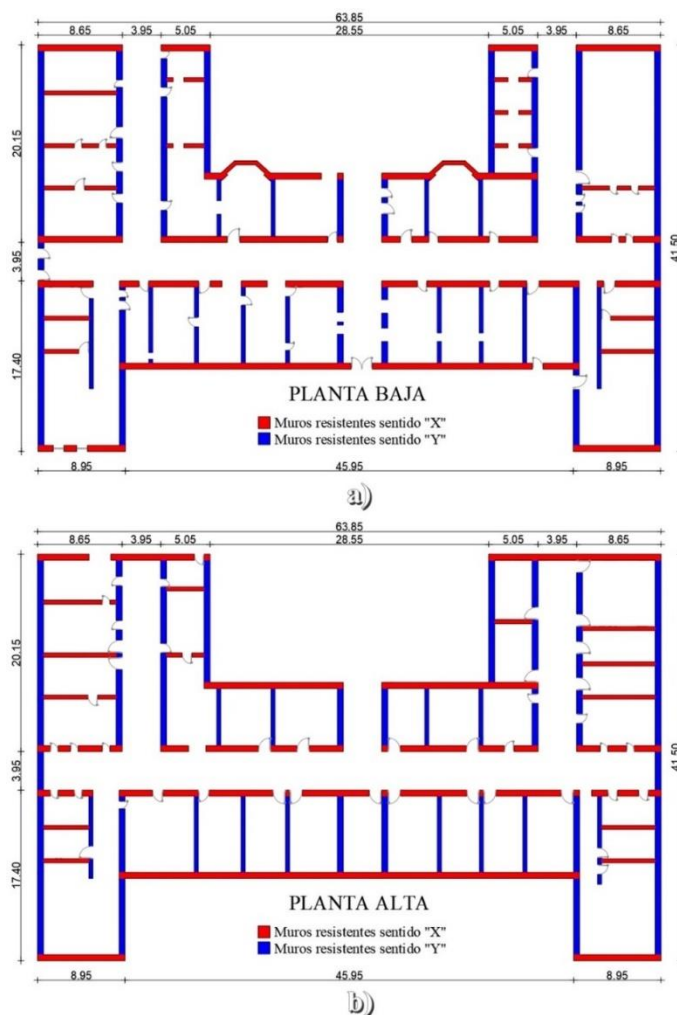 63.85
8.65 3.95 5.05 28.55 5.05 3.95 8.65
20.15
3.95
41.50
17.40
PLANTA BAJA
Muros resistentes sentido "X"
Muros resistentes sentido "Y"
8.95 45.95 8.95
a)
63.85
8.65 3.95 5.05 28.55 5.05 3.95 8.65
20.15
3.95
41.50
17.40
PLANTA ALTA
Muros resistentes sentido "X"
Muros resistentes sentido "Y"
8.95 45.95 8.95
b)